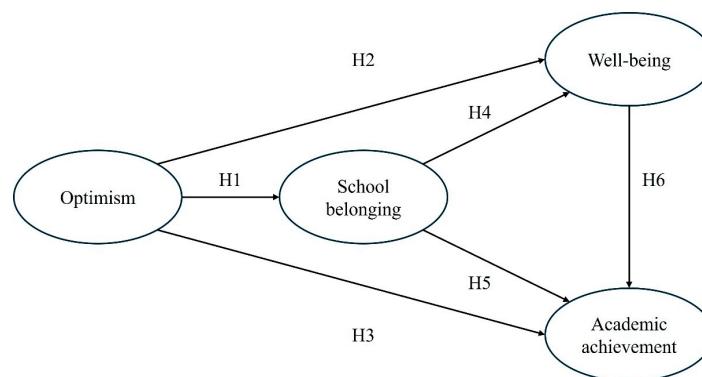 Well-being
H2
H4
Optimism
H1
School
belonging
H6
H5
H3
Academic
achievement